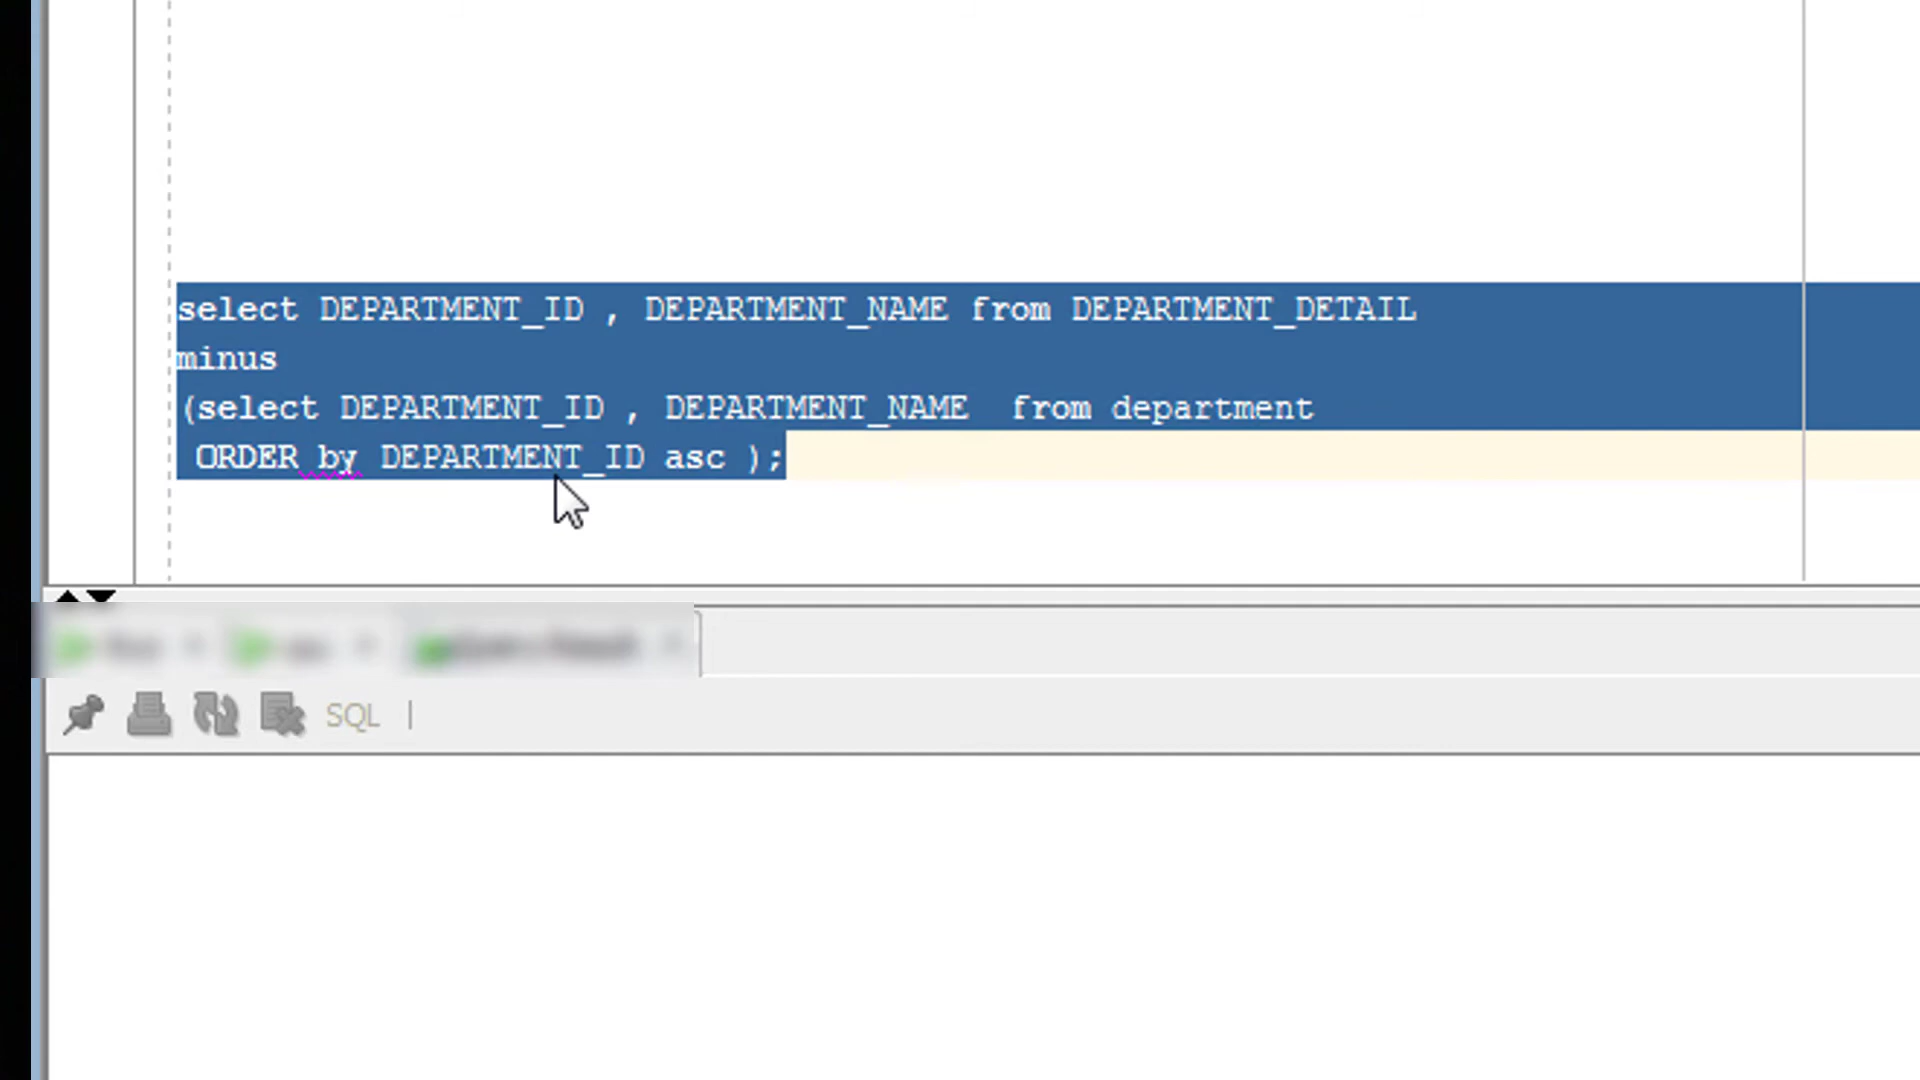 select DEPARTMENT_ID , DEPARTMENT_NAME from DEPARTMENT_DETAIL
minus
(select DEPARTMENT_ID , DEPARTMENT_NAME  from department
ORDER by DEPARTMENT_ID asc );
SQL